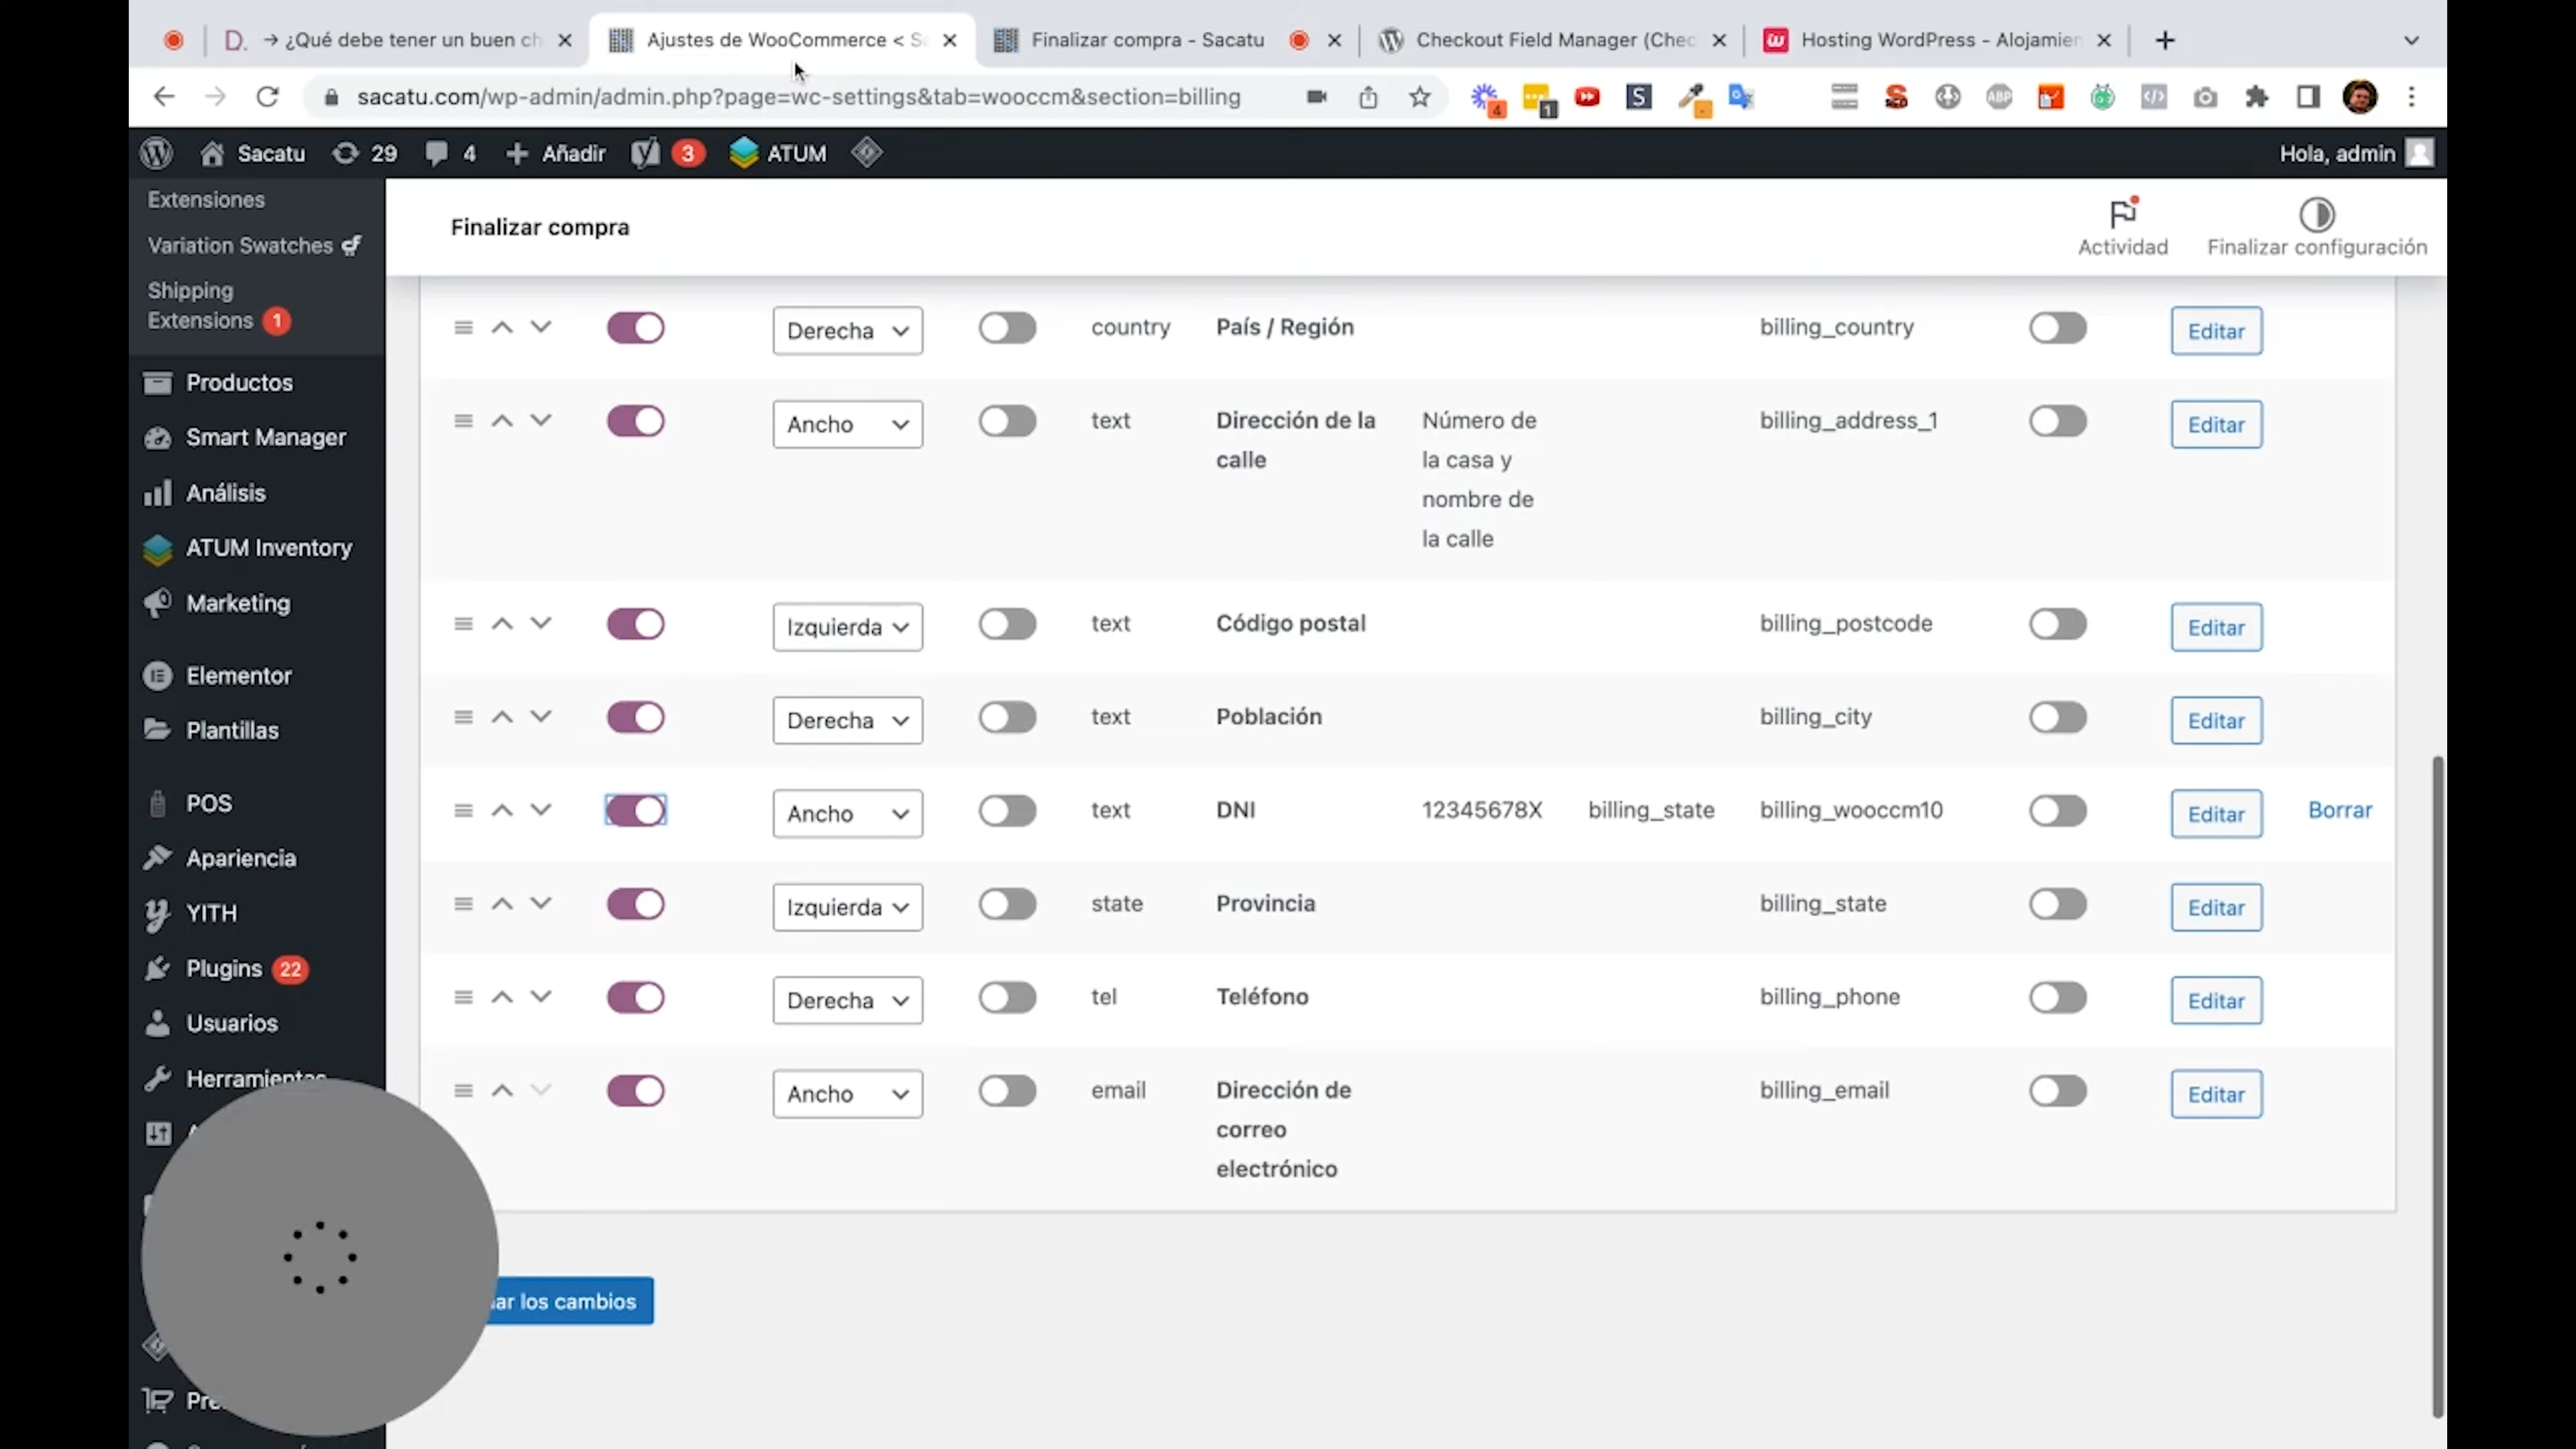 D. → ¿Qué debe tener un buen ch
Ajustes de WooCommerce < Sa
Finalizar compra - Sacatu
Checkout Field Manager (Chec
Hosting WordPress - Alojamien
sacatu.com/wp-admin/admin.php?page=wc-settings&tab=wooccm&section=billing
4
1
S
ABP
Sacatu
29
4
Añadir
3
ATUM
Hola, admin
Extensiones
Variation Swatches
Shipping
Extensions 1
Productos
Smart Manager
Análisis
ATUM Inventory
Marketing
Elementor
Plantillas
POS
Apariencia
YITH
Plugins 22
Usuarios
Herramientas
Finalizar compra
Actividad
Finalizar configuración
Derecha country País / Región billing_country Editar
Ancho text Dirección de la Número de billing_address_1 Editar
calle la casa y
nombre de
la calle
Izquierda text Código postal billing_postcode Editar
Derecha text Población billing_city Editar
Ancho text DNI 12345678X billing_state billing_wooccm10 Editar Borrar
Izquierda state Provincia billing_state Editar
Derecha tel Teléfono billing_phone Editar
Ancho email Dirección de billing_email Editar
correo
electrónico
los cambios